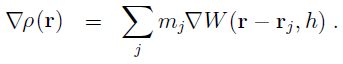 ∇ρ(r) = ∑_j m_j ∇W(r − r_j, h) .